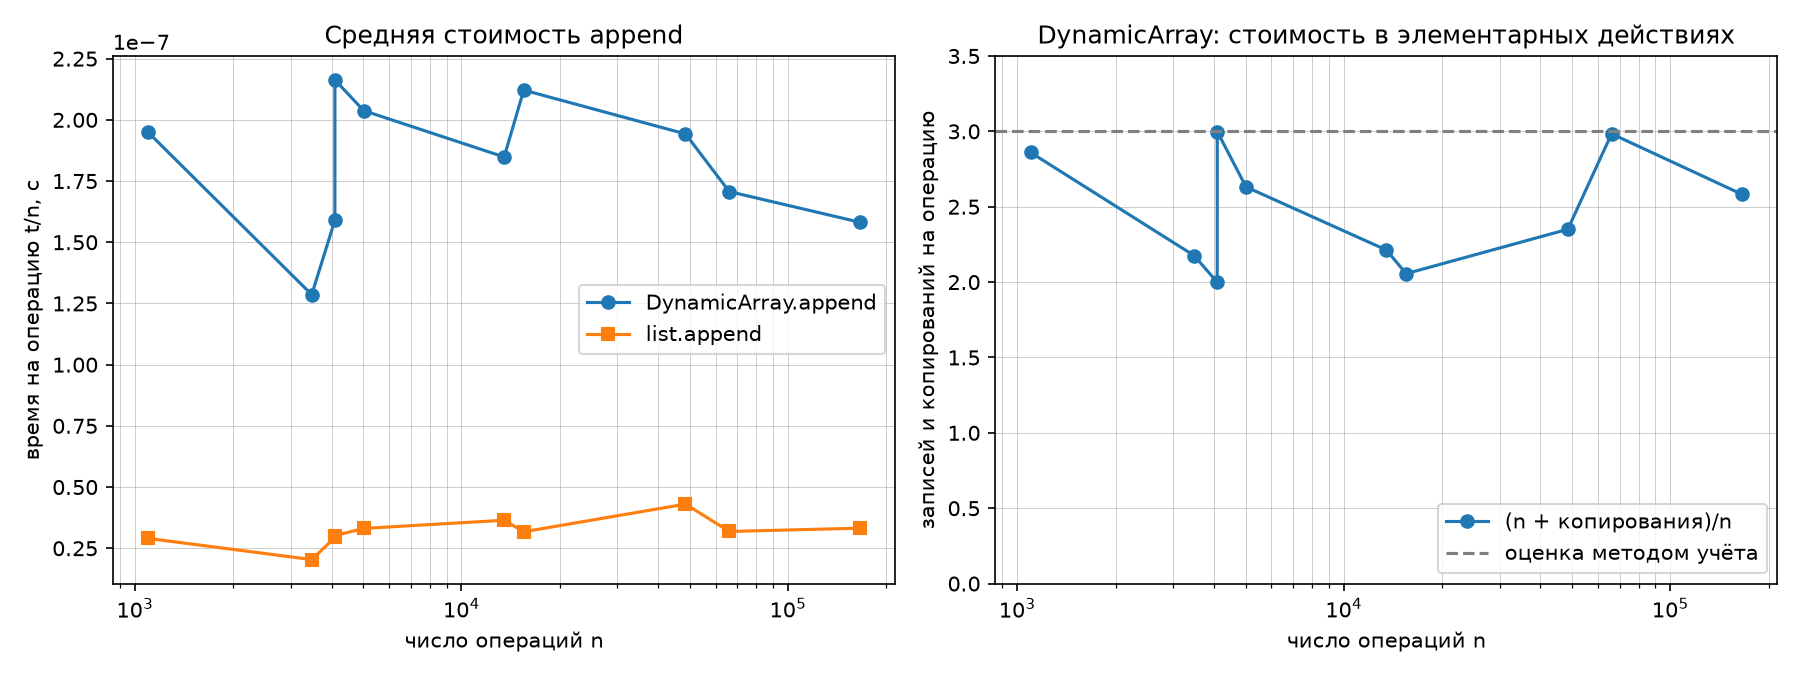 Средняя стоимость append
1e−7
2.25
2.00
1.75
1.50
1.25
1.00
0.75
0.50
0.25
время на операцию t/n, с
DynamicArray.append
list.append
10³
10⁴
10⁵
число операций n
DynamicArray: стоимость в элементарных действиях
3.5
3.0
2.5
2.0
1.5
1.0
0.5
0.0
записей и копирований на операцию
(n + копирования)/n
оценка методом учёта
10³
10⁴
10⁵
число операций n